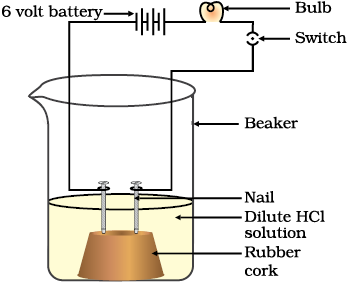 6 volt battery
Bulb
Switch
Beaker
Nail
Dilute HCl
solution
Rubber
cork